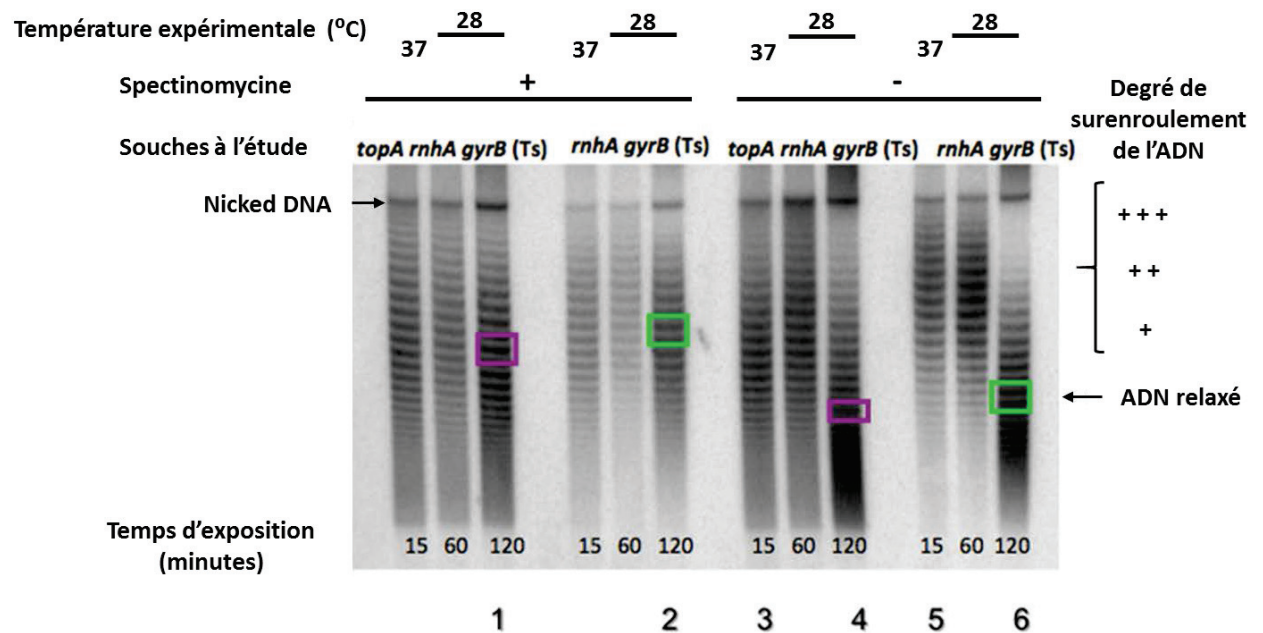 Température expérimentale (⁰C)
37
28
37
28
37
28
37
28
Spectinomycine
+
-
Degré de
surenroulement
de l’ADN
Souches à l’étude
topA rnhA gyrB (Ts)
rnhA gyrB (Ts)
topA rnhA gyrB (Ts)
rnhA gyrB (Ts)
Nicked DNA
+ + +
+ +
+
ADN relaxé
Temps d’exposition
(minutes)
15 60 120 15 60 120 15 60 120 15 60 120
1 2 3 4 5 6